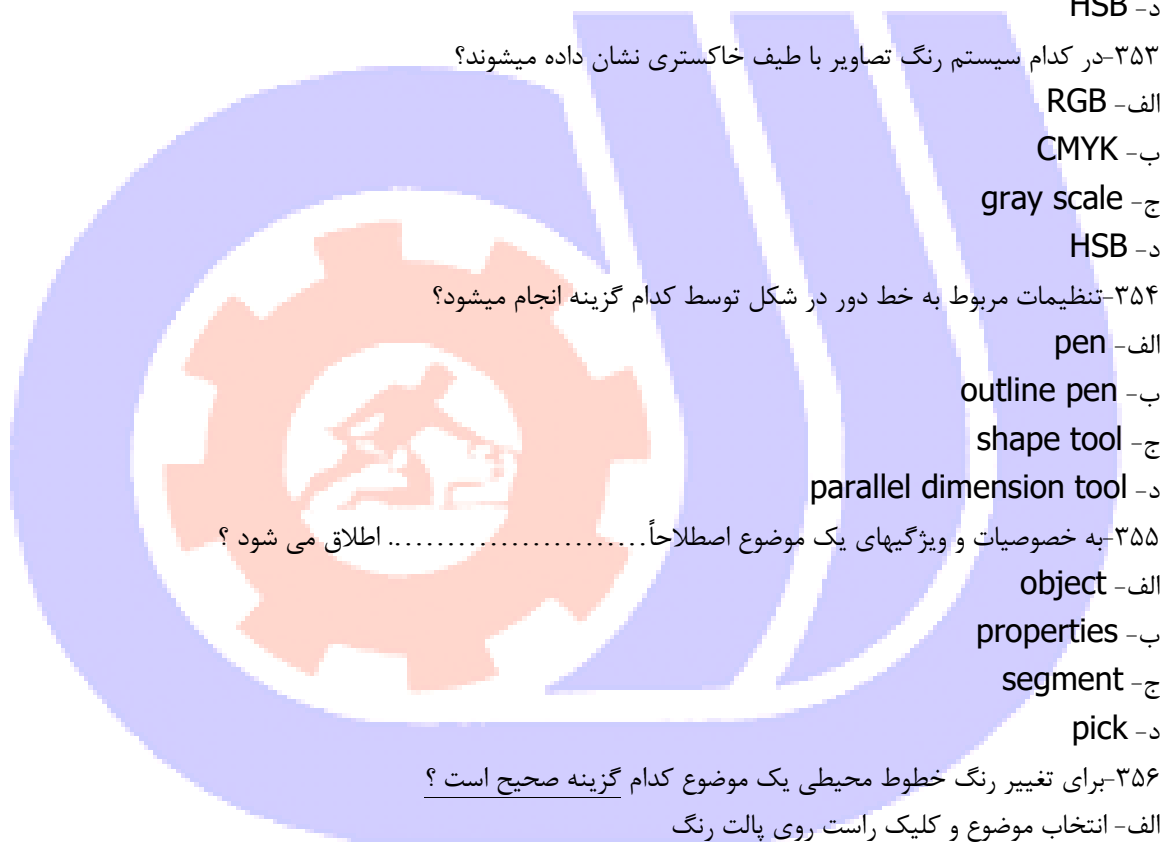 د- HSB
۳۵۳-در کدام سیستم رنگ تصاویر با طیف خاکستری نشان داده میشوند؟
الف- RGB
ب- CMYK
ج- gray scale
د- HSB
۳۵۴-تنظیمات مربوط به خط دور در شکل توسط کدام گزینه انجام میشود؟
الف- pen
ب- outline pen
ج- shape tool
د- parallel dimension tool
۳۵۵-به خصوصیات و ویژگیهای یک موضوع اصطلاحاً........................ اطلاق می شود ؟
الف- object
ب- properties
ج- segment
د- pick
۳۵۶-برای تغییر رنگ خطوط محیطی یک موضوع کدام گزینه صحیح است ؟
الف- انتخاب موضوع و کلیک راست روی پالت رنگ